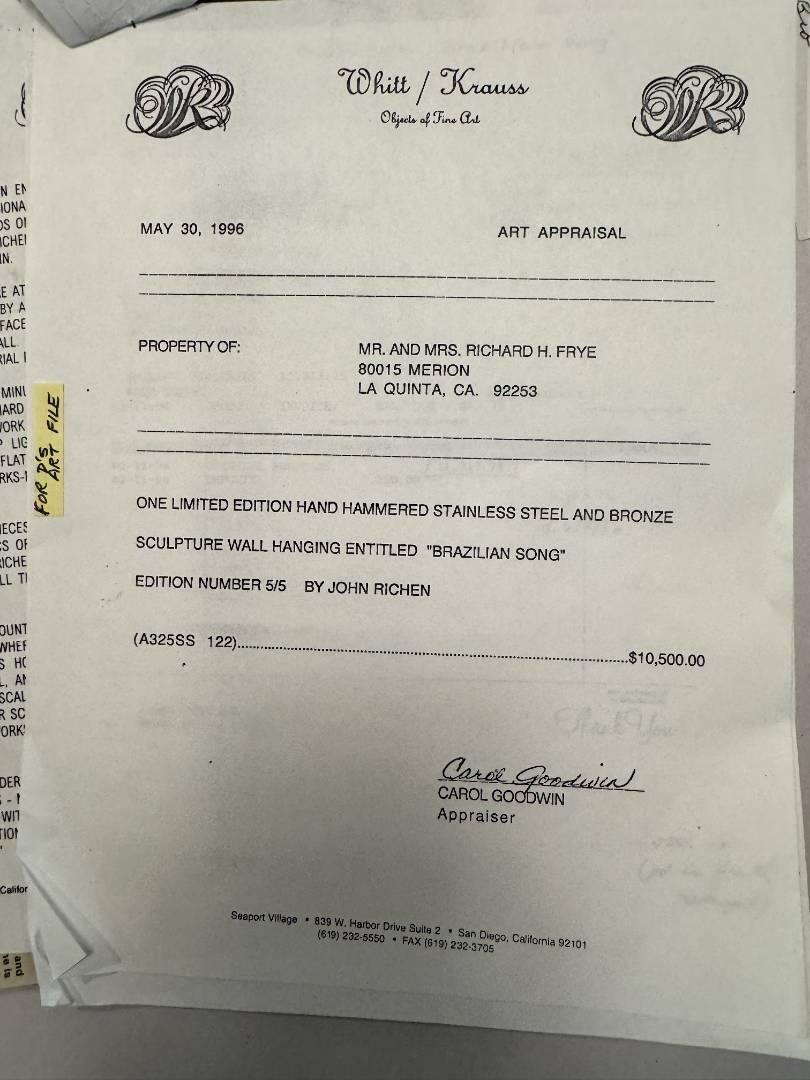 Whitt / Krauss
Objects of Fine Art
MAY 30, 1996 ART APPRAISAL
PROPERTY OF: MR. AND MRS. RICHARD H. FRYE
80015 MERION
LA QUINTA, CA. 92253
FOR D'S
ART FILE
ONE LIMITED EDITION HAND HAMMERED STAINLESS STEEL AND BRONZE
SCULPTURE WALL HANGING ENTITLED "BRAZILIAN SONG"
EDITION NUMBER 5/5 BY JOHN RICHEN
(A325SS 122)..........................................................................................$10,500.00
Thank You
Carol Goodwin
CAROL GOODWIN
Appraiser
Seaport Village • 839 W. Harbor Drive Suite 2 • San Diego, California 92101
(619) 232-5550 • FAX (619) 232-3705